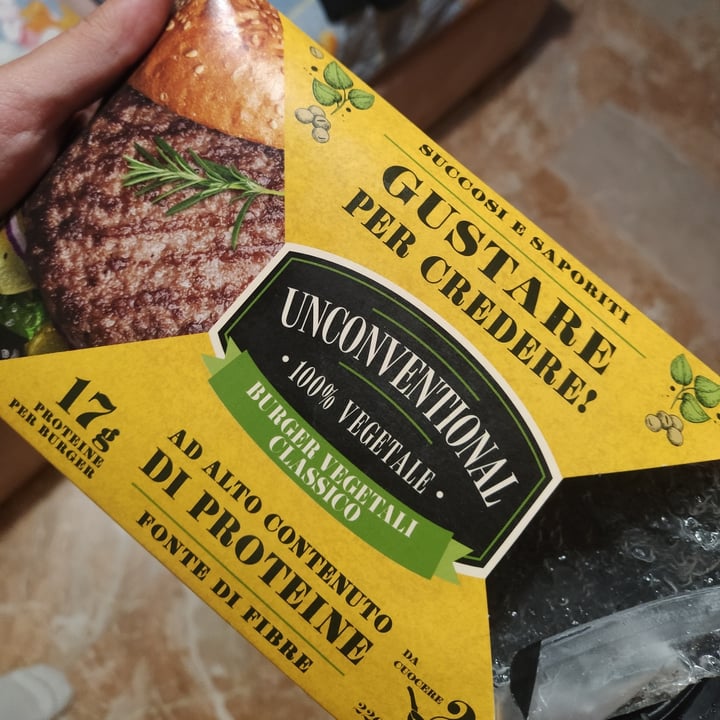 SUCCOSI E SAPORITI
GUSTARE
PER CREDERE!
UNCONVENTIONAL
• 100% VEGETALE •
BURGER VEGETALI
CLASSICO
17g
PROTEINE
PER BURGER
AD ALTO CONTENUTO
DI PROTEINE
FONTE DI FIBRE
DA
CUOCERE